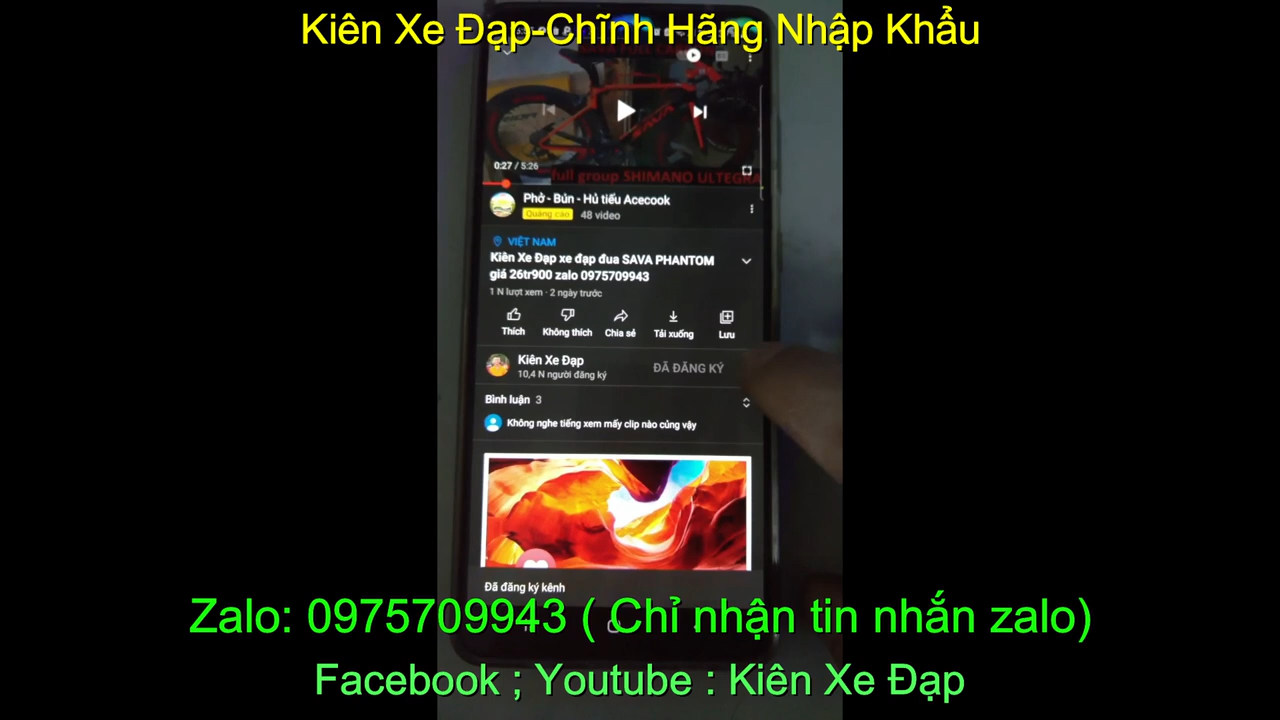 Kiên Xe Đạp-Chĩnh Hãng Nhập Khẩu
SAVA
0:27 / 5:26
full group SHIMANO ULTEGRA
Phở - Bún - Hủ tiếu Acecook
Quảng cáo 48 video
VIỆT NAM
Kiên Xe Đạp xe đạp đua SAVA PHANTOM
giá 26tr900 zalo 0975709943
1 N lượt xem · 2 ngày trước
Thích Không thích Chia sẻ Tải xuống Lưu
Kiên Xe Đạp
10,4 N người đăng ký
ĐÃ ĐĂNG KÝ
Bình luận 3
Không nghe tiếng xem mấy clip nào củng vậy
Đã đăng ký kênh
Zalo: 0975709943 ( Chỉ nhận tin nhắn zalo)
Facebook ; Youtube : Kiên Xe Đạp